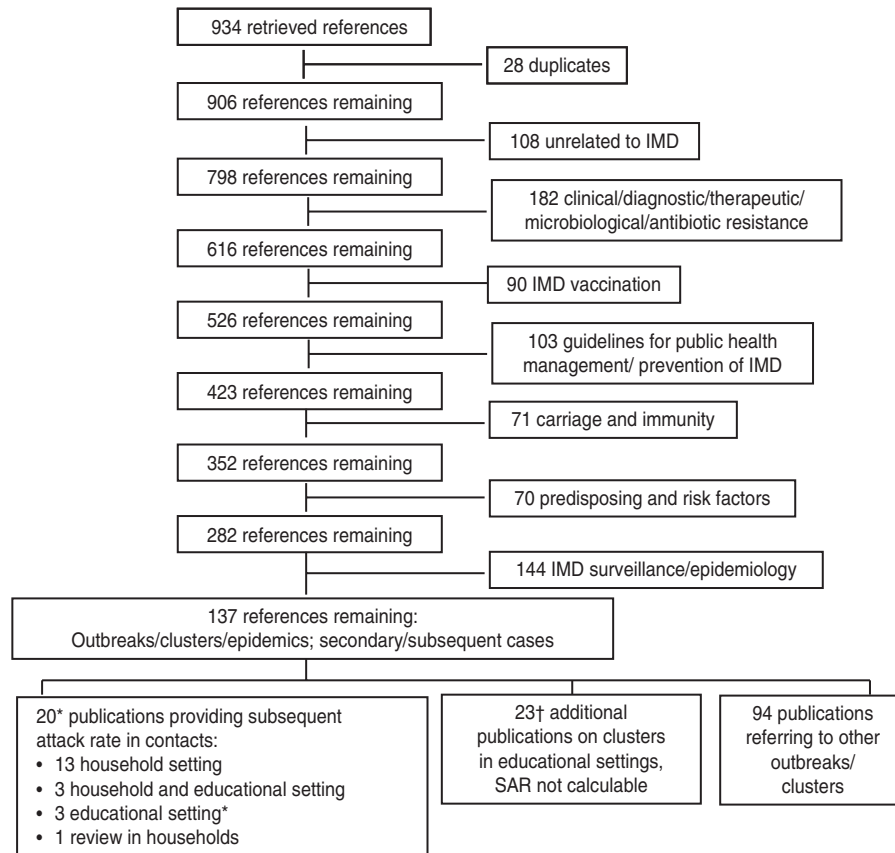 934 retrieved references
28 duplicates
906 references remaining
108 unrelated to IMD
798 references remaining
182 clinical/diagnostic/therapeutic/
microbiological/antibiotic resistance
616 references remaining
90 IMD vaccination
526 references remaining
103 guidelines for public health
management/ prevention of IMD
423 references remaining
71 carriage and immunity
352 references remaining
70 predisposing and risk factors
282 references remaining
144 IMD surveillance/epidemiology
137 references remaining:
Outbreaks/clusters/epidemics; secondary/subsequent cases
20* publications providing subsequent
attack rate in contacts:
• 13 household setting
• 3 household and educational setting
• 3 educational setting*
• 1 review in households
23† additional
publications on clusters
in educational settings,
SAR not calculable
94 publications
referring to other
outbreaks/
clusters